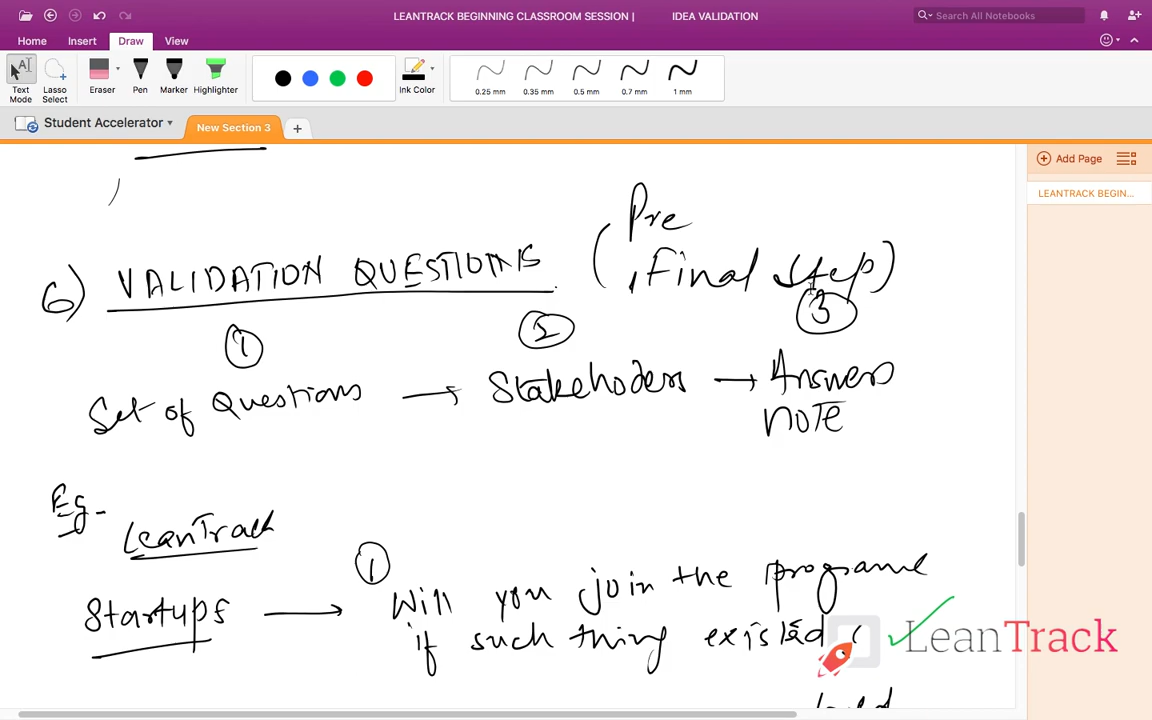 LEANTRACK BEGINNING CLASSROOM SESSION | IDEA VALIDATION
Search All Notebooks
Home Insert Draw View
Text Mode
Lasso Select
Eraser
Pen
Marker
Highlighter
Ink Color
0.25 mm 0.35 mm 0.5 mm 0.7 mm 1 mm
Student Accelerator
New Section 3
+
Add Page
LEANTRACK BEGIN...
Pre
6) VALIDATION QUESTIONS (Final step)
1 2 3
Set of Questions → Stakehoders → Answers
NOTE
Eg-
LeanTrack
1
Startups → Will you join the programe
if such thing existed
LeanTrack